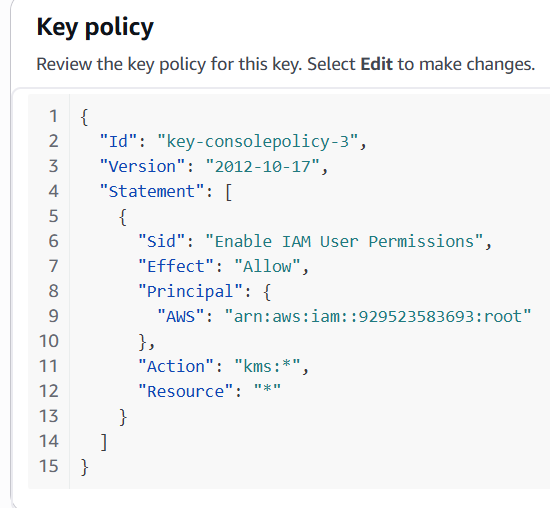 Key policy
Review the key policy for this key. Select Edit to make changes.
1 {
2 "Id": "key-consolepolicy-3",
3 "Version": "2012-10-17",
4 "Statement": [
5 {
6 "Sid": "Enable IAM User Permissions",
7 "Effect": "Allow",
8 "Principal": {
9 "AWS": "arn:aws:iam::929523583693:root"
10 },
11 "Action": "kms:*",
12 "Resource": "*"
13 }
14 ]
15 }